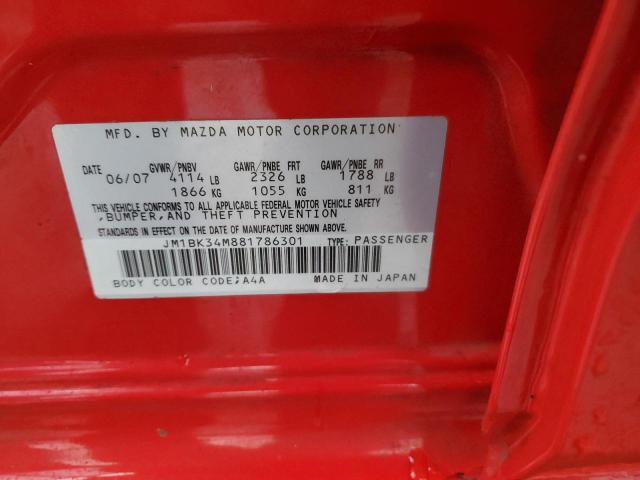 MFD. BY MAZDA MOTOR CORPORATION
DATE GVWR/PNBV GAWR/PNBE FRT GAWR/PNBE RR
06/07 4114 LB 2326 LB 1788 LB
1866 KG 1055 KG 811 KG
THIS VEHICLE CONFORMS TO ALL APPLICABLE FEDERAL MOTOR VEHICLE SAFETY
,BUMPER,AND THEFT PREVENTION
STANDARDS IN EFFECT ON THE DATE OF MANUFACTURE SHOWN ABOVE.
JM1BK34M881786301 TYPE: PASSENGER
BODY COLOR CODE:A4A MADE IN JAPAN